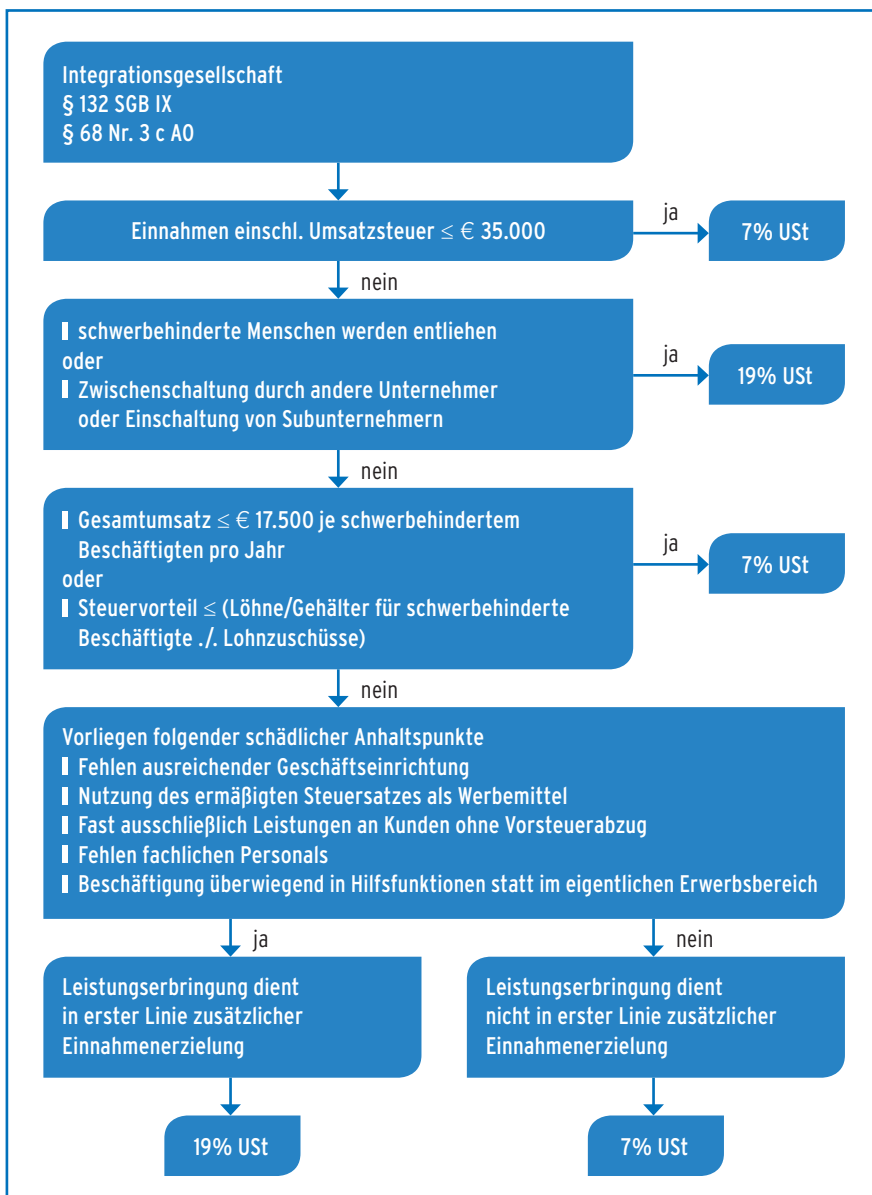 Integrationsgesellschaft
§ 132 SGB IX
§ 68 Nr. 3 c AO
Einnahmen einschl. Umsatzsteuer ≤ € 35.000
ja
7% USt
nein
❚ schwerbehinderte Menschen werden entliehen
oder
❚ Zwischenschaltung durch andere Unternehmer
oder Einschaltung von Subunternehmern
ja
19% USt
nein
❚ Gesamtumsatz ≤ € 17.500 je schwerbehindertem
Beschäftigten pro Jahr
oder
❚ Steuervorteil ≤ (Löhne/Gehälter für schwerbehinderte
Beschäftigte ./. Lohnzuschüsse)
ja
7% USt
nein
Vorliegen folgender schädlicher Anhaltspunkte
❚ Fehlen ausreichender Geschäftseinrichtung
❚ Nutzung des ermäßigten Steuersatzes als Werbemittel
❚ Fast ausschließlich Leistungen an Kunden ohne Vorsteuerabzug
❚ Fehlen fachlichen Personals
❚ Beschäftigung überwiegend in Hilfsfunktionen statt im eigentlichen Erwerbsbereich
ja
Leistungserbringung dient
in erster Linie zusätzlicher
Einnahmenerzielung
19% USt
nein
Leistungserbringung dient
nicht in erster Linie zusätzlicher
Einnahmenerzielung
7% USt